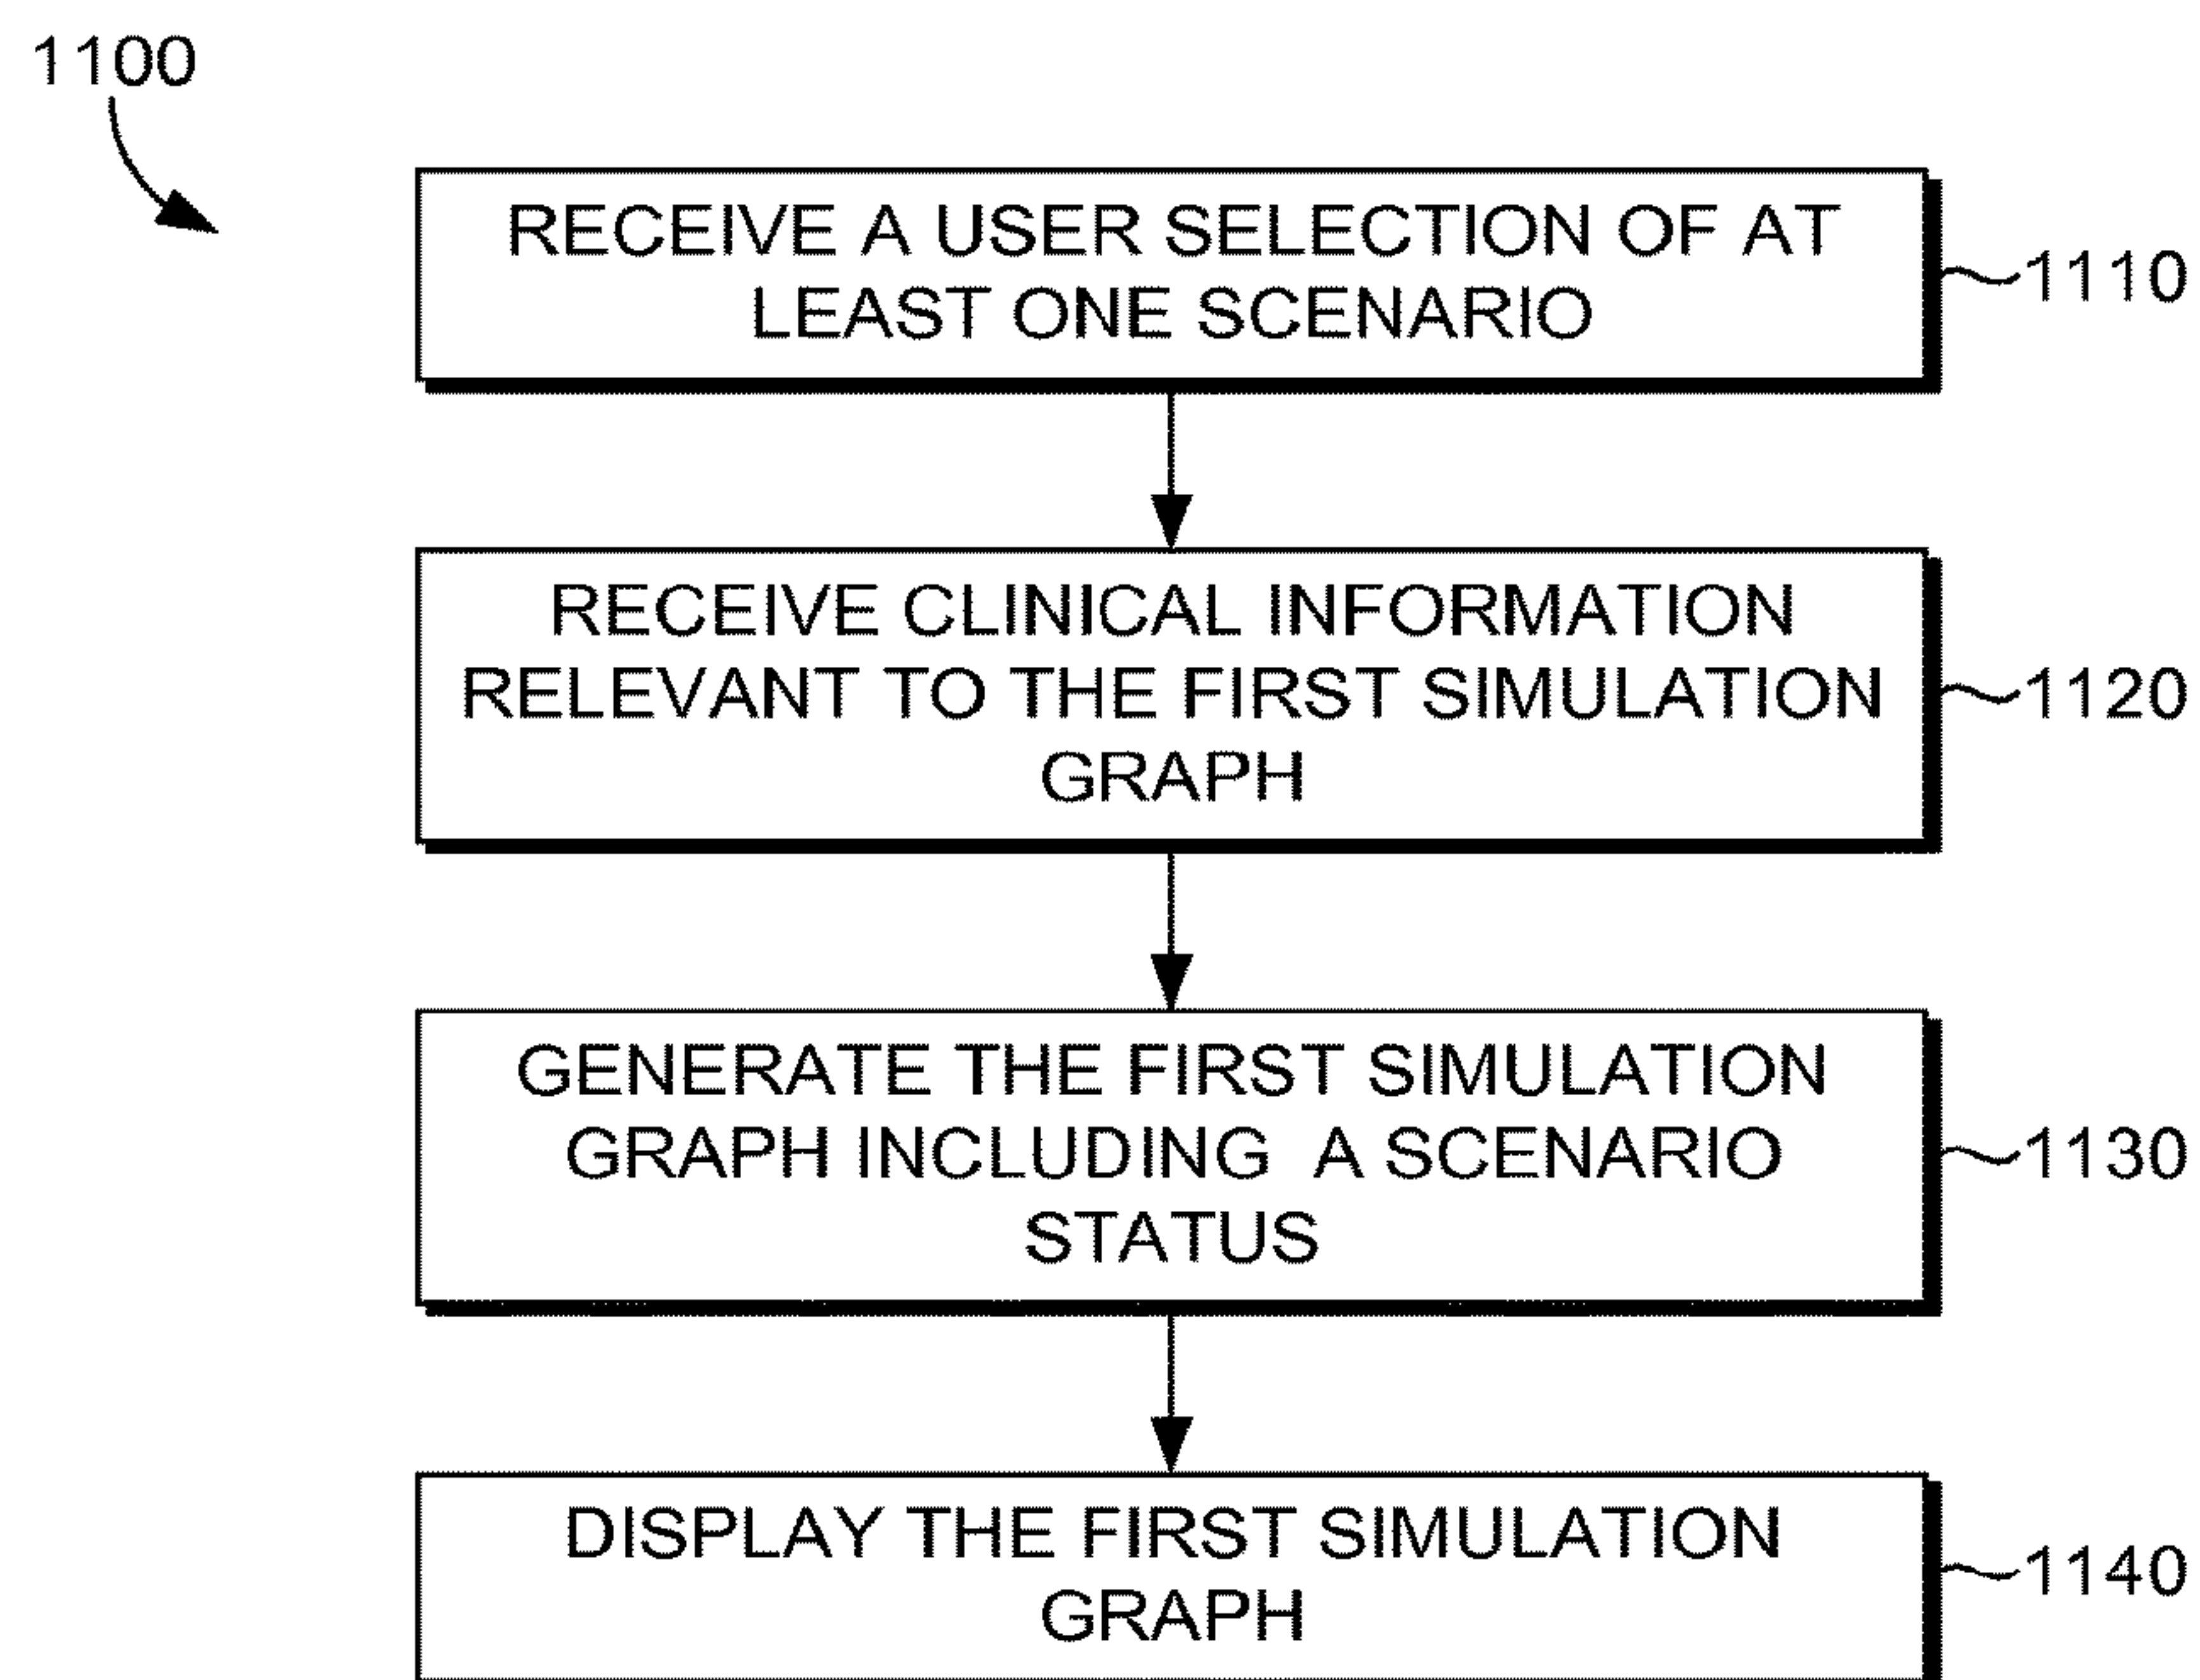 1100
RECEIVE A USER SELECTION OF AT
LEAST ONE SCENARIO
1110
RECEIVE CLINICAL INFORMATION
RELEVANT TO THE FIRST SIMULATION
GRAPH
1120
GENERATE THE FIRST SIMULATION
GRAPH INCLUDING A SCENARIO
STATUS
1130
DISPLAY THE FIRST SIMULATION
GRAPH
1140